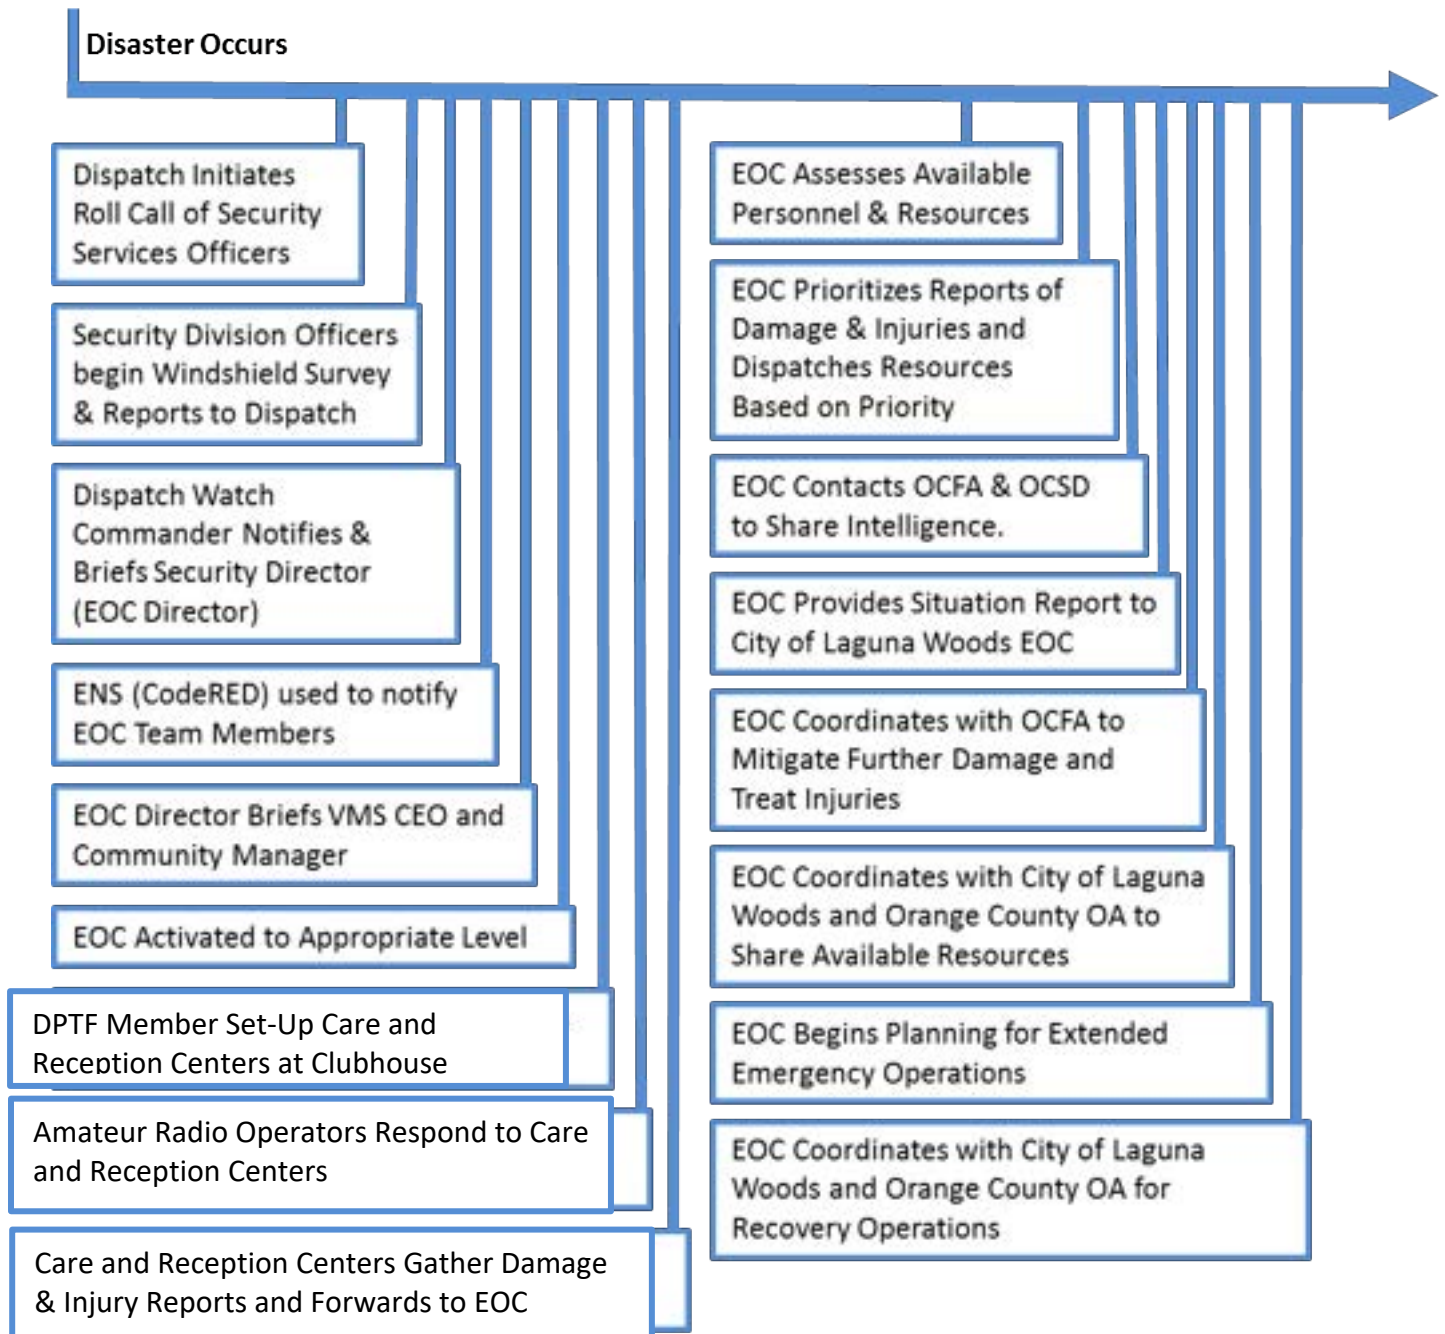 Disaster Occurs
Dispatch Initiates
Roll Call of Security
Services Officers
Security Division Officers
begin Windshield Survey
& Reports to Dispatch
Dispatch Watch
Commander Notifies &
Briefs Security Director
(EOC Director)
ENS (CodeRED) used to notify
EOC Team Members
EOC Director Briefs VMS CEO and
Community Manager
EOC Activated to Appropriate Level
DPTF Member Set-Up Care and
Reception Centers at Clubhouse
Amateur Radio Operators Respond to Care
and Reception Centers
Care and Reception Centers Gather Damage
& Injury Reports and Forwards to EOC
EOC Assesses Available
Personnel & Resources
EOC Prioritizes Reports of
Damage & Injuries and
Dispatches Resources
Based on Priority
EOC Contacts OCFA & OCSD
to Share Intelligence.
EOC Provides Situation Report to
City of Laguna Woods EOC
EOC Coordinates with OCFA to
Mitigate Further Damage and
Treat Injuries
EOC Coordinates with City of Laguna
Woods and Orange County OA to
Share Available Resources
EOC Begins Planning for Extended
Emergency Operations
EOC Coordinates with City of Laguna
Woods and Orange County OA for
Recovery Operations